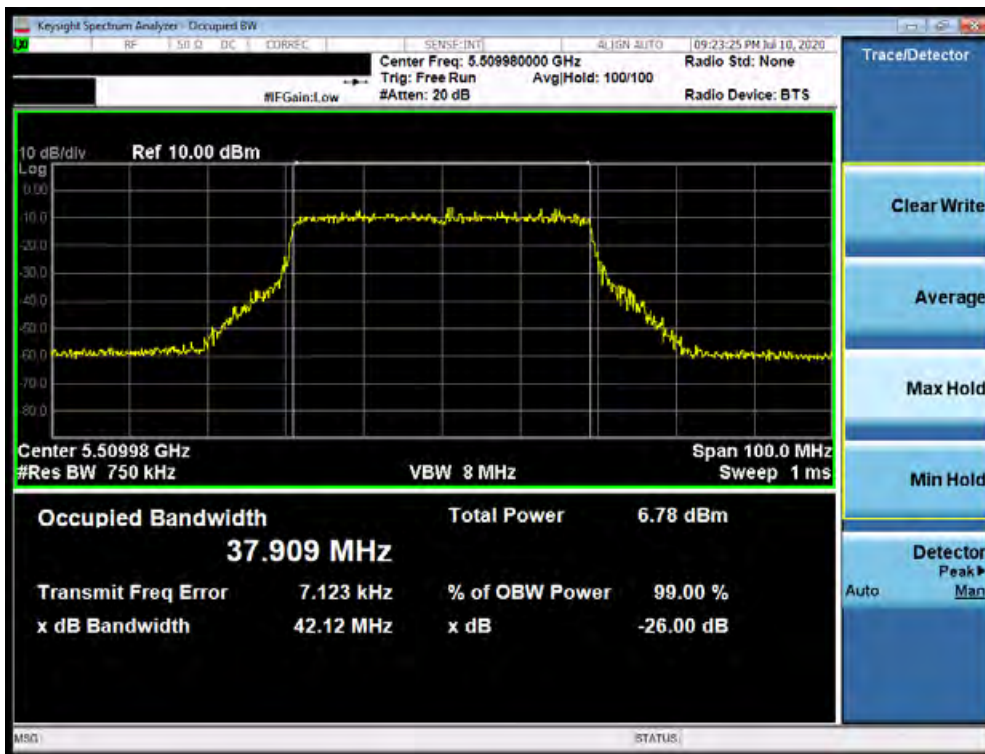 Keysight Spectrum Analyzer - Occupied BW
LXI RF 50 Ω DC CORREC SENSE:INT ALIGN AUTO 09:23:25 PM Jul 10, 2020
Center Freq: 5.509980000 GHz Radio Std: None
Trig: Free Run Avg|Hold: 100/100
#IFGain:Low #Atten: 20 dB Radio Device: BTS
10 dB/div Ref 10.00 dBm
Log
0.00
-10.0
-20.0
-30.0
-40.0
-50.0
-60.0
-70.0
-80.0
Center 5.50998 GHz Span 100.0 MHz
#Res BW 750 kHz VBW 8 MHz Sweep 1 ms
Occupied Bandwidth Total Power 6.78 dBm
37.909 MHz
Transmit Freq Error 7.123 kHz % of OBW Power 99.00 %
x dB Bandwidth 42.12 MHz x dB -26.00 dB
MSG STATUS
Trace/Detector
Clear Write
Average
Max Hold
Min Hold
Detector
Peak▶
Auto Man